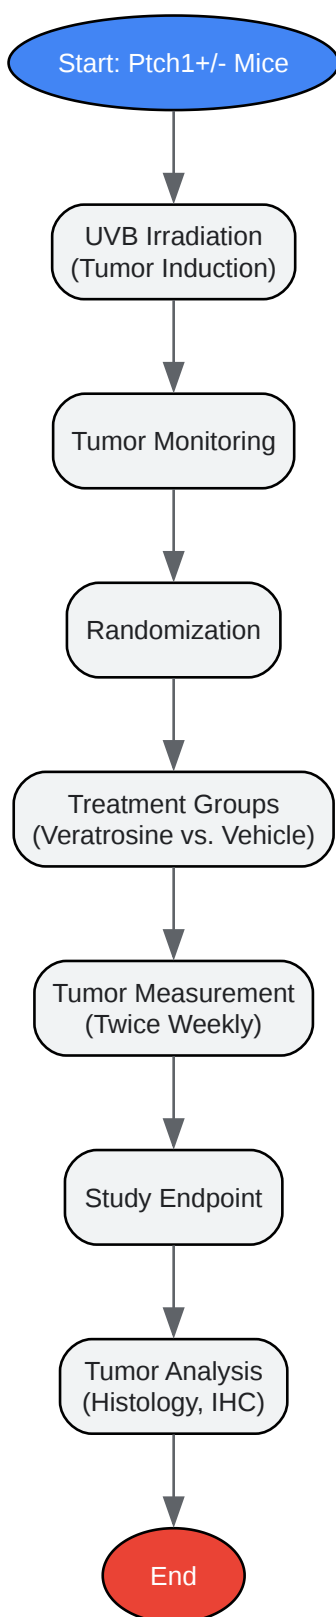 Start: Ptch1+/- Mice
UVB Irradiation
(Tumor Induction)
Tumor Monitoring
Randomization
Treatment Groups
(Veratrosine vs. Vehicle)
Tumor Measurement
(Twice Weekly)
Study Endpoint
Tumor Analysis
(Histology, IHC)
End